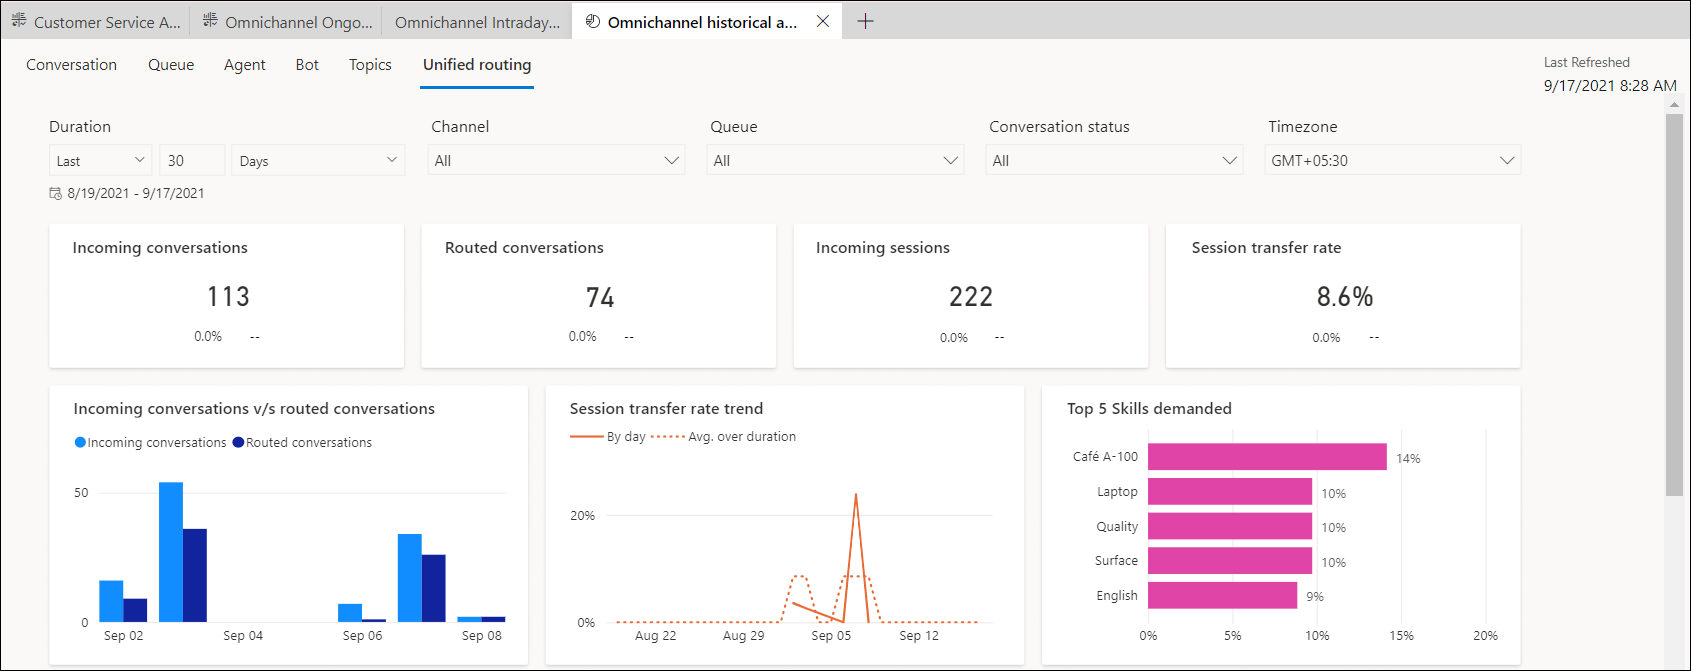 Customer Service A... Omnichannel Ongo... Omnichannel Intraday... Omnichannel historical a...
Conversation Queue Agent Bot Topics Unified routing
Last Refreshed
9/17/2021 8:28 AM
Duration Channel Queue Conversation status Timezone
Last 30 Days All All All GMT+05:30
8/19/2021 - 9/17/2021
Incoming conversations
113
0.0% --
Routed conversations
74
0.0% --
Incoming sessions
222
0.0% --
Session transfer rate
8.6%
0.0% --
Incoming conversations v/s routed conversations
Incoming conversations Routed conversations
50
0
Sep 02 Sep 04 Sep 06 Sep 08
Session transfer rate trend
By day Avg. over duration
20%
0%
Aug 22 Aug 29 Sep 05 Sep 12
Top 5 Skills demanded
Café A-100 14%
Laptop 10%
Quality 10%
Surface 10%
English 9%
0% 5% 10% 15% 20%